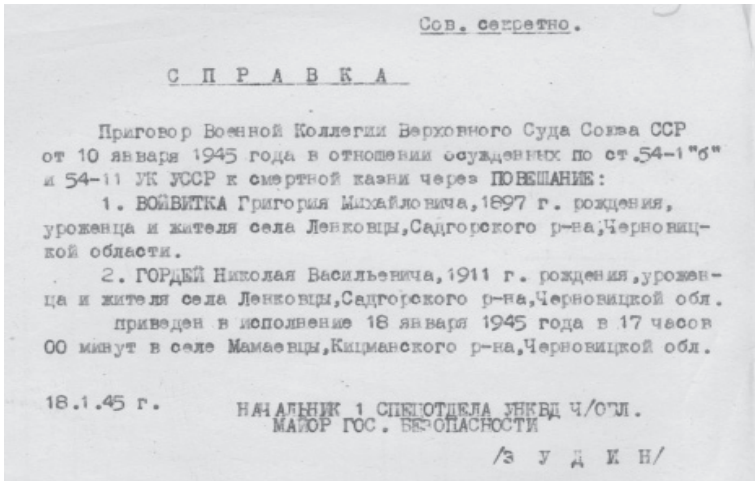 Сов. секретно.
С П Р А В К А
Приговор Военной Коллегии Верховного Суда Союза ССР
от 10 января 1945 года в отношении осужденных по ст.54-1"б"
и 54-11 УК УССР к смертной казни через ПОВЕШАНИЕ:
1. ВОЙВИТКА Григория Михайловича,1897 г. рождения,
уроженца и жителя села Ленковцы,Садгорского р-на,Черновиц-
кой области.
2. ГОРДЕЙ Николая Васильевича,1911 г. рождения,урожен-
ца и жителя села Ленковцы,Садгорского р-на,Черновицкой обл.
приведен в исполнение 18 января 1945 года в 17 часов
00 минут в селе Мамаевцы,Кицманского р-на,Черновицкой обл.
18.1.45 г.
НАЧАЛЬНИК 1 СПЕЦОТДЕЛА УНКВД Ч/ОБЛ.
МАЙОР ГОС. БЕЗОПАСНОСТИ
/З У Д И Н/